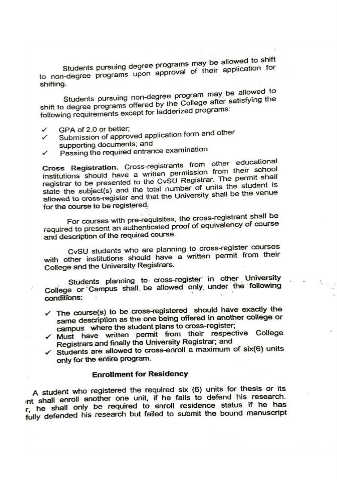 Students pursuing degree programs may be allowed to shift
to non-degree programs upon approval of their application for
shifting.
Students pursuing non-degree program may be allowed to
shift to degree programs offered by the College after satisfying the
following requirements except for ladderized programs:
✓ GPA of 2.0 or better;
✓ Submission of approved application form and other
supporting documents; and
✓ Passing the required entrance examination
Cross Registration. Cross-registrants from other educational
institutions should have a written permission from their school
registrar to be presented to the CvSU Registrar. The permit shall
state the subject(s) and the total number of units the student is
allowed to cross-register and that the University shall be the venue
for the course to be registered.
For courses with pre-requisites, the cross-registrant shall be
required to present an authenticated proof of equivalency of course
and description of the required course.
CvSU students who are planning to cross-register courses
with other institutions should have a written permit from their
College and the University Registrars.
Students planning to cross-register in other University
College or Campus shall be allowed only under the following
conditions:
✓ The course(s) to be cross-registered should have exactly the
same description as the one being offered in another college or
campus where the student plans to cross-register;
✓ Must have written permit from their respective College
Registrars and finally the University Registrar; and
✓ Students are allowed to cross-enroll a maximum of six(6) units
only for the entire program.
Enrollment for Residency
A student who registered the required six (6) units for thesis or its
nt shall enroll another one unit, if he fails to defend his research.
r, he shall only be required to enroll residence status if he has
fully defended his research but failed to submit the bound manuscript